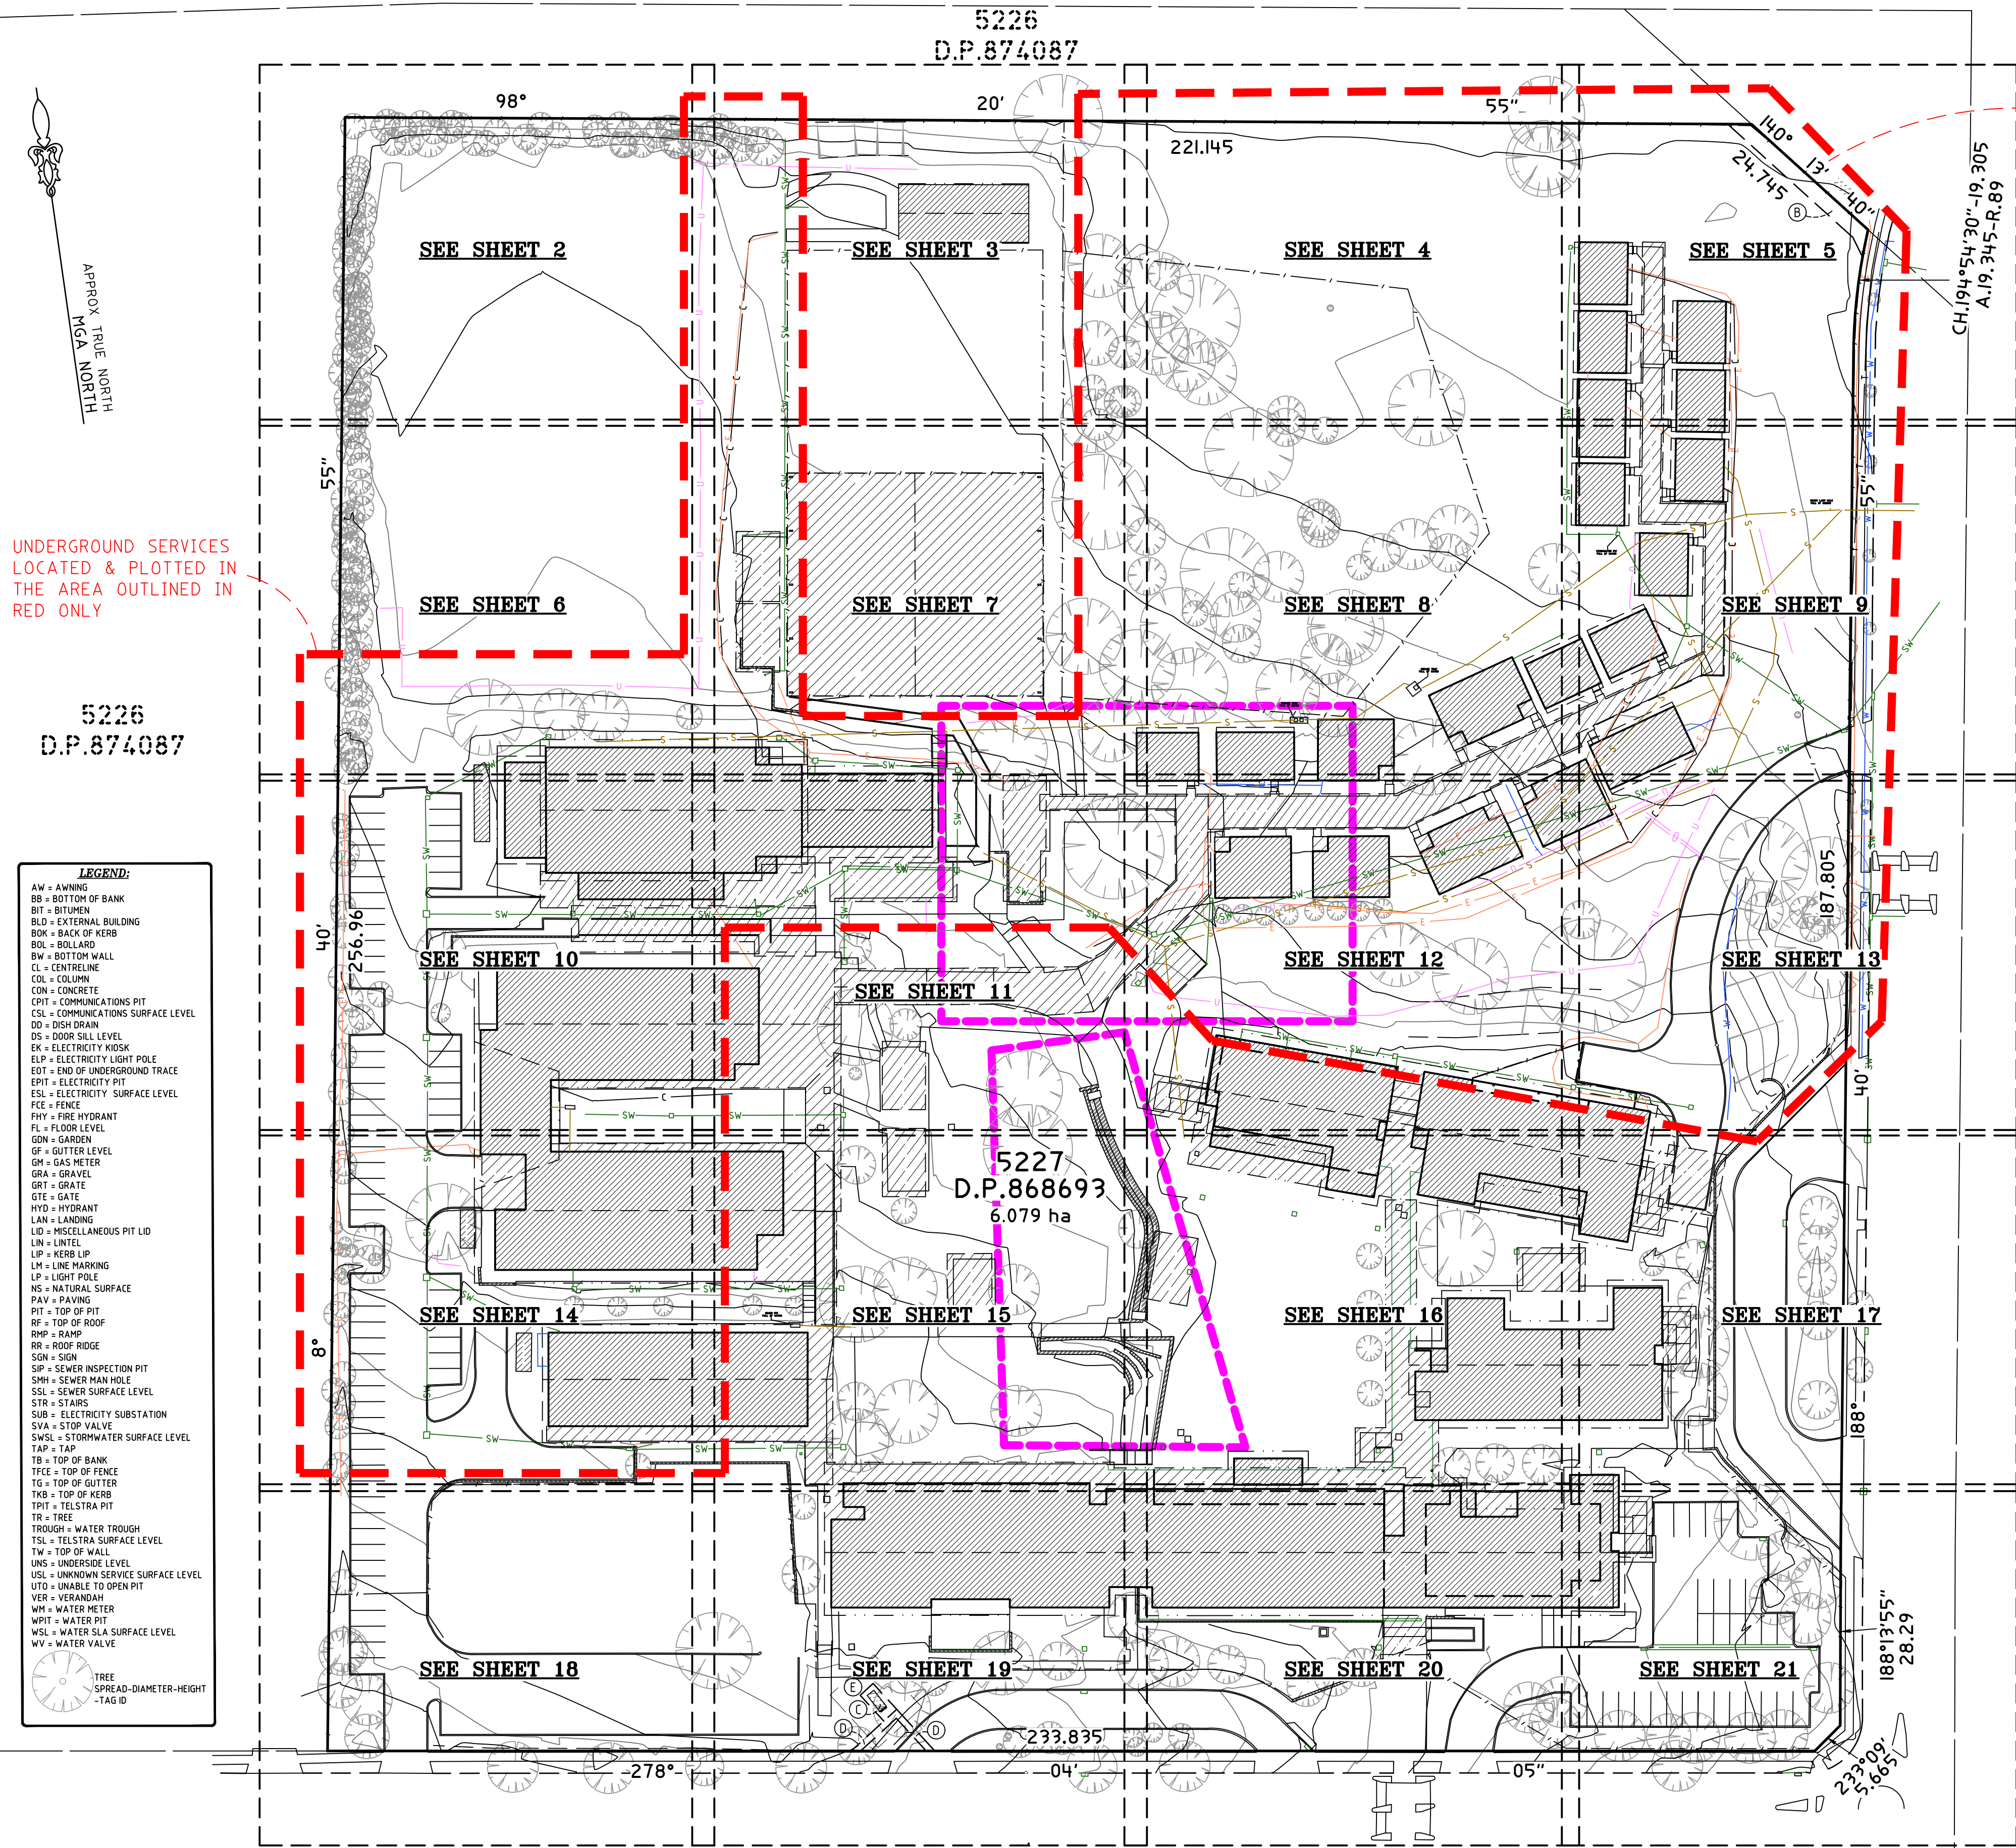 5226
D.P.874087
98°
20'
55"
221.145
140°
13'
40"
24.745
B
CH.194°54'30"-19.305
A.19.345-R.89
APPROX TRUE NORTH
MGA NORTH
SEE SHEET 2
SEE SHEET 3
SEE SHEET 4
SEE SHEET 5
55"
55"
UNDERGROUND SERVICES
LOCATED & PLOTTED IN
THE AREA OUTLINED IN
RED ONLY
SEE SHEET 6
SEE SHEET 7
SEE SHEET 8
SEE SHEET 9
5226
D.P.874087
187.805
40'
256.96
SEE SHEET 10
SEE SHEET 11
SEE SHEET 12
SEE SHEET 13
40'
5227
D.P.868693
6.079 ha
8°
SEE SHEET 14
SEE SHEET 15
SEE SHEET 16
SEE SHEET 17
188°
188°13'55"
28.29
SEE SHEET 18
SEE SHEET 19
SEE SHEET 20
SEE SHEET 21
E
C
D
D
233.835
278°
04'
05"
233°09'
5.665
LEGEND:
AW = AWNING
BB = BOTTOM OF BANK
BIT = BITUMEN
BLD = EXTERNAL BUILDING
BOK = BACK OF KERB
BOL = BOLLARD
BW = BOTTOM WALL
CL = CENTRELINE
COL = COLUMN
CON = CONCRETE
CPIT = COMMUNICATIONS PIT
CSL = COMMUNICATIONS SURFACE LEVEL
DD = DISH DRAIN
DS = DOOR SILL LEVEL
EK = ELECTRICITY KIOSK
ELP = ELECTRICITY LIGHT POLE
EOT = END OF UNDERGROUND TRACE
EPIT = ELECTRICITY PIT
ESL = ELECTRICITY SURFACE LEVEL
FCE = FENCE
FHY = FIRE HYDRANT
FL = FLOOR LEVEL
GDN = GARDEN
GF = GUTTER LEVEL
GM = GAS METER
GRA = GRAVEL
GRT = GRATE
GTE = GATE
HYD = HYDRANT
LAN = LANDING
LID = MISCELLANEOUS PIT LID
LIN = LINTEL
LIP = KERB LIP
LM = LINE MARKING
LP = LIGHT POLE
NS = NATURAL SURFACE
PAV = PAVING
PIT = TOP OF PIT
RF = TOP OF ROOF
RMP = RAMP
RR = ROOF RIDGE
SGN = SIGN
SIP = SEWER INSPECTION PIT
SMH = SEWER MAN HOLE
SSL = SEWER SURFACE LEVEL
STR = STAIRS
SUB = ELECTRICITY SUBSTATION
SVA = STOP VALVE
SWSL = STORMWATER SURFACE LEVEL
TAP = TAP
TB = TOP OF BANK
TFCE = TOP OF FENCE
TG = TOP OF GUTTER
TKB = TOP OF KERB
TPIT = TELSTRA PIT
TR = TREE
TROUGH = WATER TROUGH
TSL = TELSTRA SURFACE LEVEL
TW = TOP OF WALL
UNS = UNDERSIDE LEVEL
USL = UNKNOWN SERVICE SURFACE LEVEL
UTO = UNABLE TO OPEN PIT
VER = VERANDAH
WM = WATER METER
WPIT = WATER PIT
WSL = WATER SLA SURFACE LEVEL
WV = WATER VALVE
TREE
SPREAD-DIAMETER-HEIGHT
-TAG ID